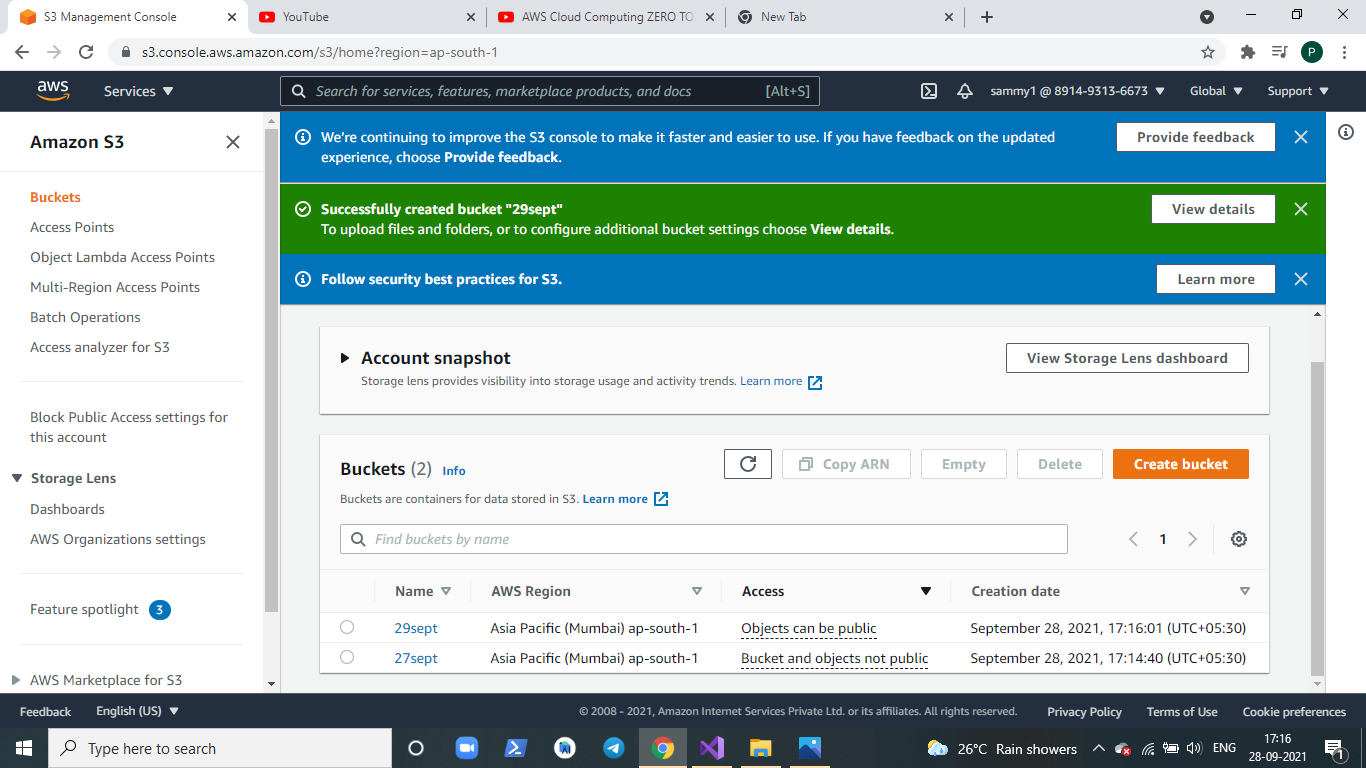 S3 Management Console
YouTube
AWS Cloud Computing ZERO TO
New Tab
s3.console.aws.amazon.com/s3/home?region=ap-south-1
P
aws
Services
Search for services, features, marketplace products, and docs [Alt+S]
sammy1 @ 8914-9313-6673
Global
Support
Amazon S3
Buckets
Access Points
Object Lambda Access Points
Multi-Region Access Points
Batch Operations
Access analyzer for S3
Block Public Access settings for
this account
Storage Lens
Dashboards
AWS Organizations settings
Feature spotlight 3
AWS Marketplace for S3
We're continuing to improve the S3 console to make it faster and easier to use. If you have feedback on the updated
experience, choose Provide feedback.
Provide feedback
Successfully created bucket "29sept"
To upload files and folders, or to configure additional bucket settings choose View details.
View details
Follow security best practices for S3.
Learn more
Account snapshot
Storage lens provides visibility into storage usage and activity trends. Learn more
View Storage Lens dashboard
Buckets (2) Info
Copy ARN
Empty
Delete
Create bucket
Buckets are containers for data stored in S3. Learn more
Find buckets by name
1
Name AWS Region Access Creation date
29sept Asia Pacific (Mumbai) ap-south-1 Objects can be public September 28, 2021, 17:16:01 (UTC+05:30)
27sept Asia Pacific (Mumbai) ap-south-1 Bucket and objects not public September 28, 2021, 17:14:40 (UTC+05:30)
Feedback English (US) © 2008 - 2021, Amazon Internet Services Private Ltd. or its affiliates. All rights reserved. Privacy Policy Terms of Use Cookie preferences
Type here to search
26°C Rain showers
ENG
17:16
28-09-2021
1